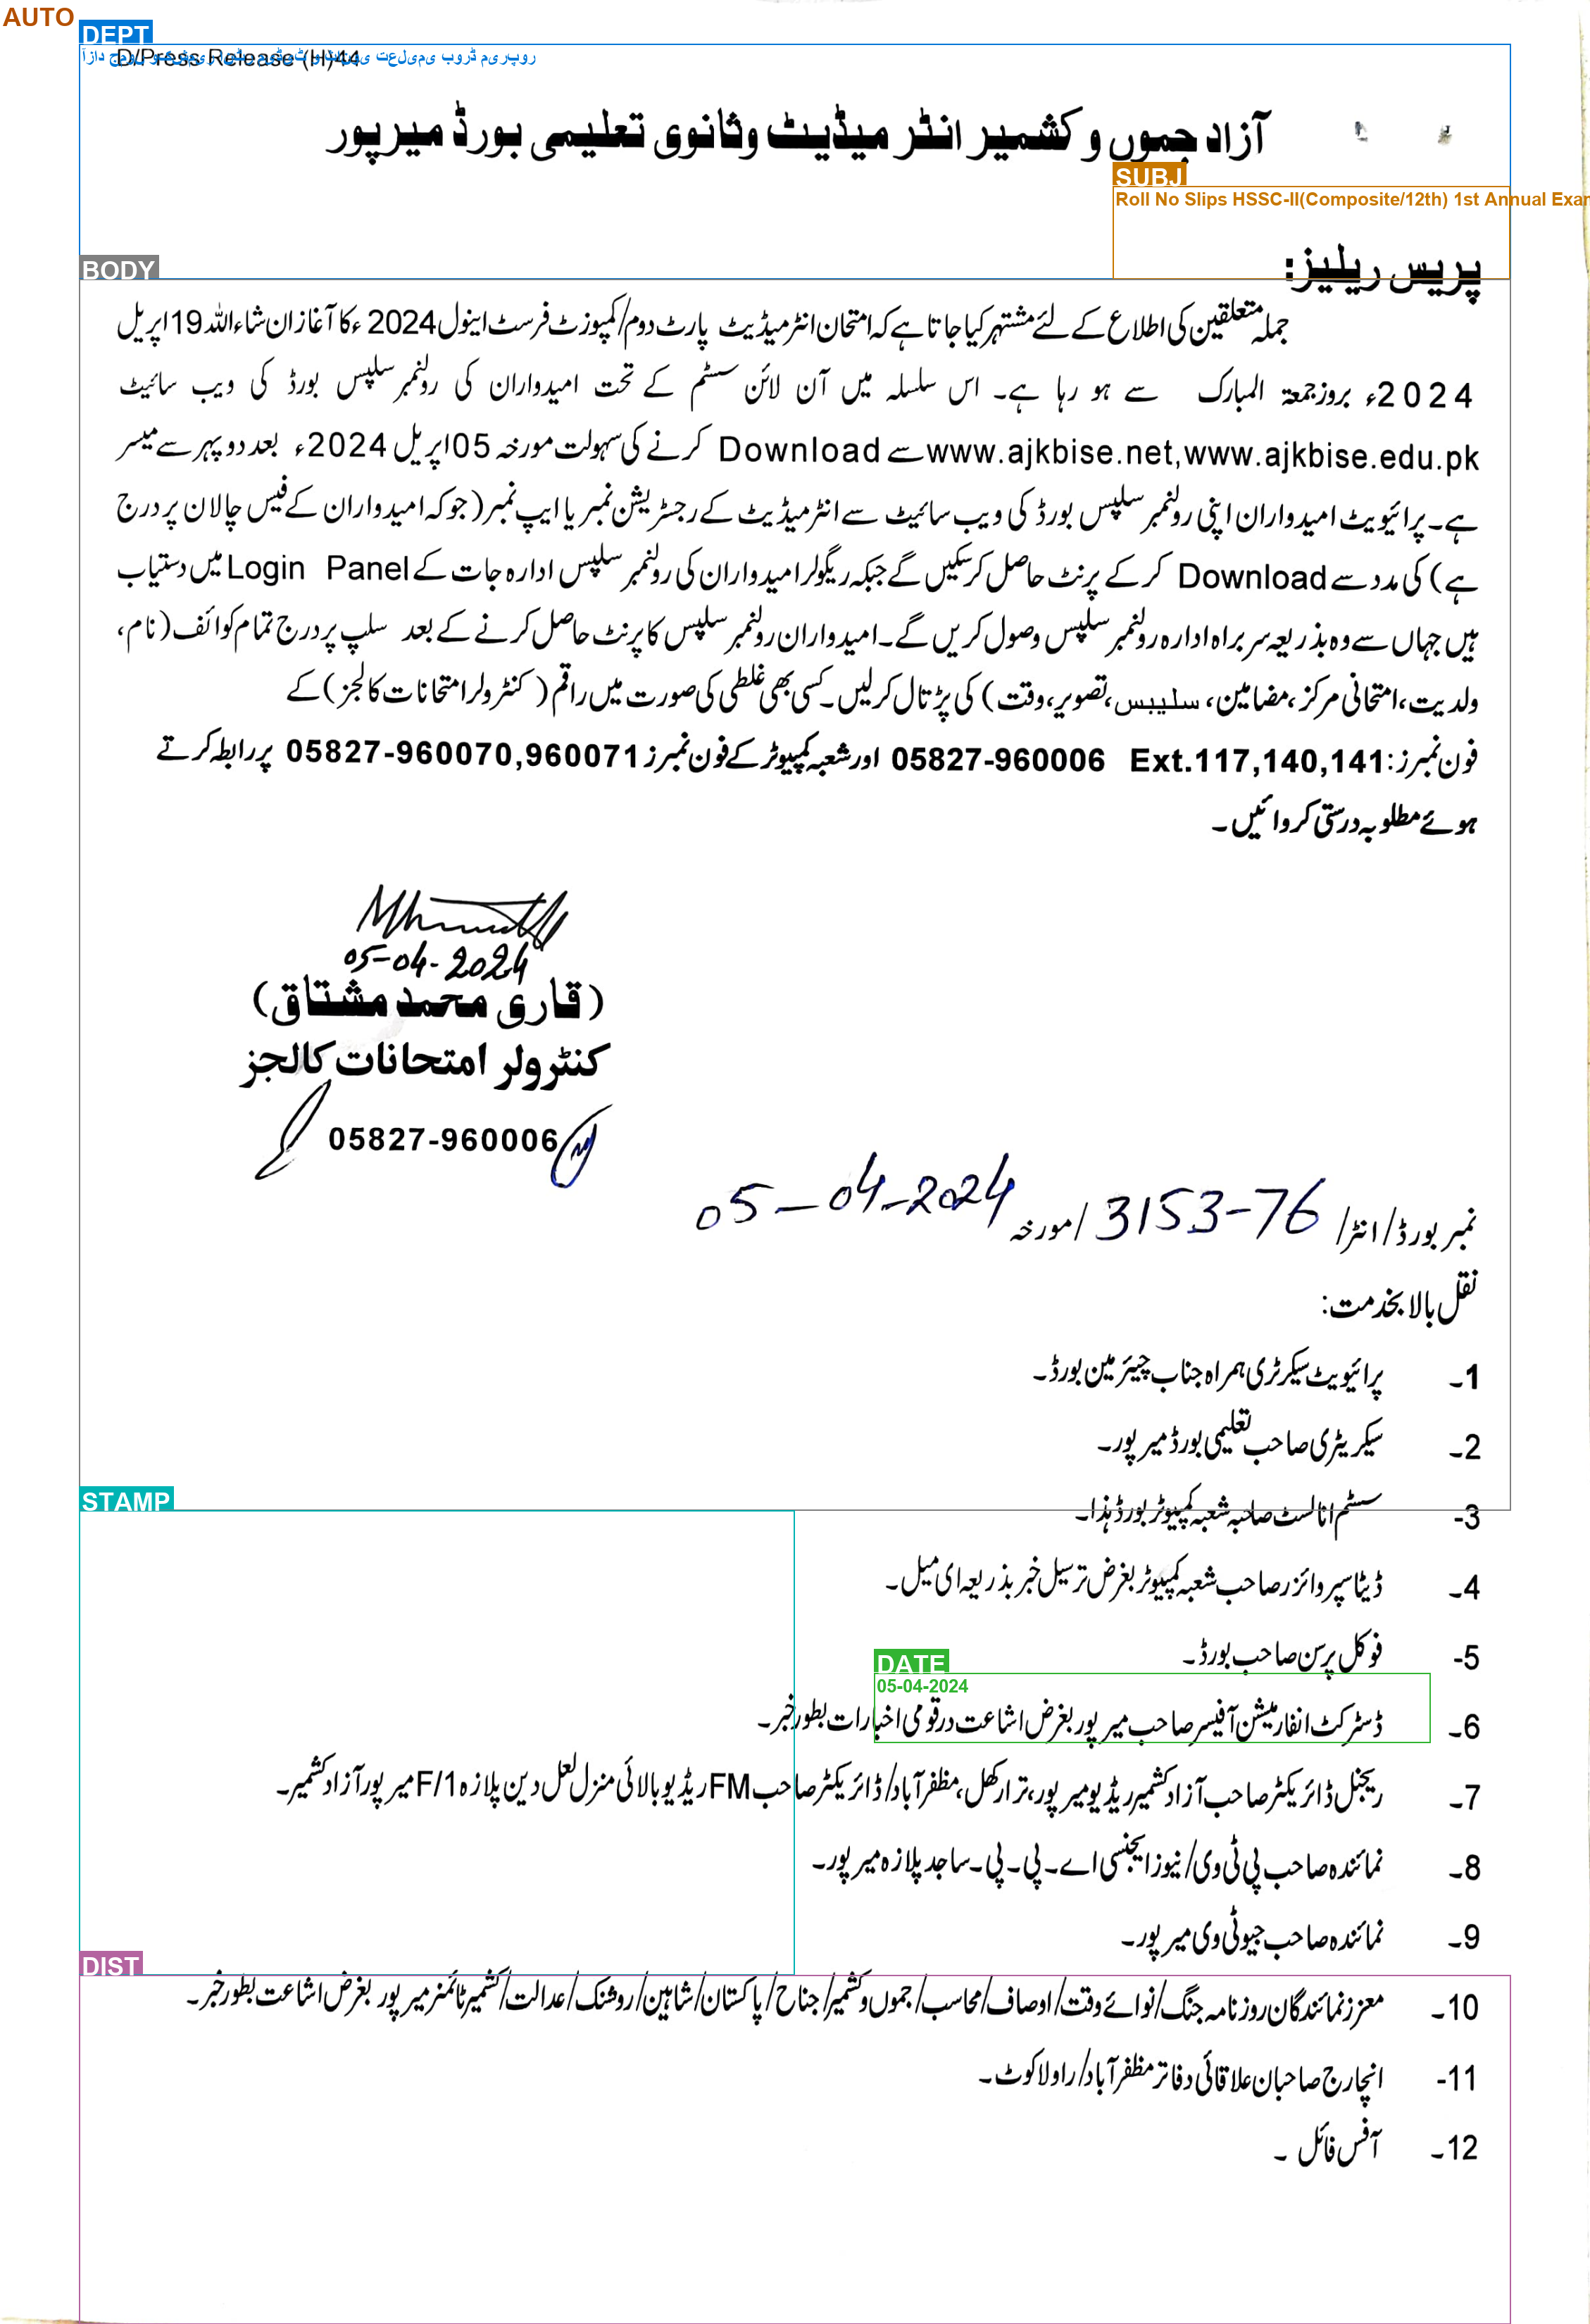 AUTO
DEPT
D/Press Release (H)44
آزاد جموں و کشمیر انٹر میڈیٹ وثانوی تعلیمی بورڈ میرپور
SUBJ
Roll No Slips HSSC-II(Composite/12th) 1st Annual Exam
پریس ریلیز:
BODY
جملہ متعلقین کی اطلاع کے لئے مشتہر کیا جاتا ہے کہ امتحان انٹرمیڈیٹ پارٹ دوم/کمپوزٹ فرسٹ اینول 2024 ء کا آغاز ان شاء اللہ 19 اپریل
2024ء بروز جمعۃ المبارک سے ہو رہا ہے۔ اس سلسلہ میں آن لائن سسٹم کے تحت امیدواران کی رولنمبر سلپس بورڈ کی ویب سائیٹ
www.ajkbise.net,www.ajkbise.edu.pk سے Download کرنے کی سہولت مورخہ 05 اپریل 2024ء بعد دوپہر سے میسر
ہے۔ پرائیویٹ امیدواران اپنی رولنمبر سلپس بورڈ کی ویب سائیٹ سے انٹرمیڈیٹ کے رجسٹریشن نمبر یا ایپ نمبر (جو کہ امیدواران کے فیس چالان پر درج
ہے) کی مدد سے Download کر کے پرنٹ حاصل کر سکیں گے جبکہ ریگولر امیدواران کی رولنمبر سلپس ادارہ جات کے Login Panel میں دستیاب
ہیں جہاں سے وہ بذریعہ سربراہ ادارہ رولنمبر سلپس وصول کریں گے۔ امیدواران رولنمبر سلپس کا پرنٹ حاصل کرنے کے بعد سلپ پر درج تمام کوائف (نام،
ولدیت، امتحانی مرکز، مضامین، سلیبس، تصویر، وقت) کی پڑتال کر لیں۔ کسی بھی غلطی کی صورت میں راقم (کنٹرولر امتحانات کالجز) کے
فون نمبرز: 05827-960006 Ext.117,140,141 اور شعبہ کمپیوٹر کے فون نمبرز 05827-960070,960071 پر رابطہ کرتے
ہوئے مطلوبہ درستی کروائیں۔
05-04-2024
(قاری محمد مشتاق)
کنٹرولر امتحانات کالجز
05827-960006
نمبر بورڈ/انٹر/ 3153-76 /مورخہ 05-04-2024
نقل بالا بخدمت:
1۔ پرائیویٹ سیکرٹری ہمراہ جناب چیئرمین بورڈ۔
2۔ سیکریٹری صاحب تعلیمی بورڈ میرپور۔
STAMP
3- سسٹم انالسٹ صاحبہ شعبہ کمپیوٹر بورڈ ہذا۔
4۔ ڈیٹا سپروائزر صاحب شعبہ کمپیوٹر بغرض ترسیل خبر بذریعہ ای میل۔
5- فوکل پرسن صاحب بورڈ۔
DATE
05-04-2024
6۔ ڈسٹرکٹ انفارمیشن آفیسر صاحب میرپور بغرض اشاعت در قومی اخبارات بطور خبر۔
7۔ ریجنل ڈائریکٹر صاحب آزاد کشمیر ریڈیو میرپور، تراڑکھل، مظفرآباد/ڈائریکٹر صاحب FM ریڈیو بالائی منزل لعل دین پلازہ F/1 میرپور آزاد کشمیر۔
8۔ نمائندہ صاحب پی ٹی وی/نیوز ایجنسی اے۔پی۔پی۔ ساجد پلازہ میرپور۔
9۔ نمائندہ صاحب جیو ٹی وی میرپور۔
DIST
10۔ معزز نمائندگان روزنامہ جنگ/نوائے وقت/اوصاف/محاسب/جموں و کشمیر/جناح/پاکستان/شاہین/روشنک/عدالت/کشمیر ٹائمنر میرپور بغرض اشاعت بطور خبر۔
11- انچارج صاحبان علاقائی دفاتر مظفرآباد/راولاکوٹ۔
12۔ آفس فائل ۔